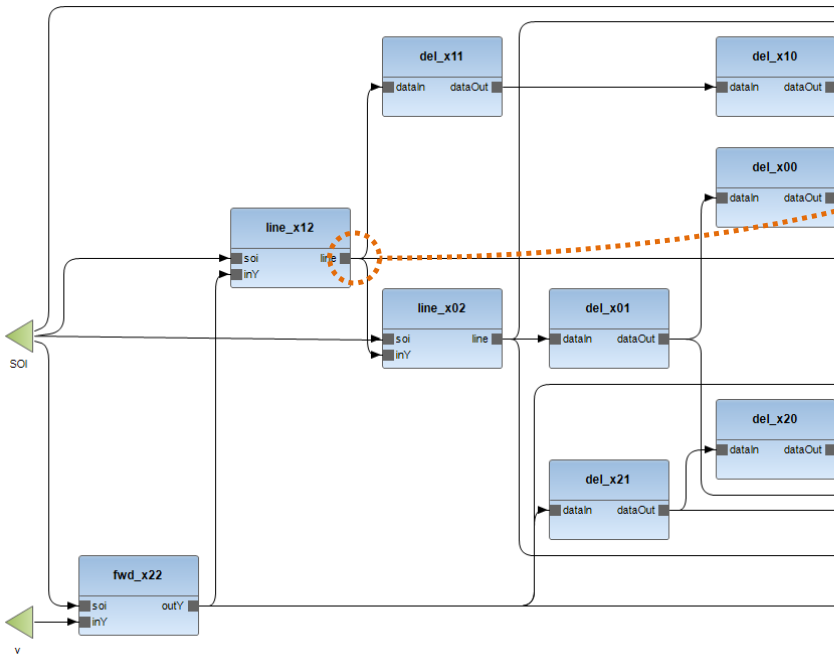 del_x11
dataIn dataOut
del_x10
dataIn dataOut
del_x00
dataIn dataOut
line_x12
soi line
inY
line_x02
soi line
inY
del_x01
dataIn dataOut
SOI
del_x20
dataIn dataOut
del_x21
dataIn dataOut
fwd_x22
soi outY
inY
Y